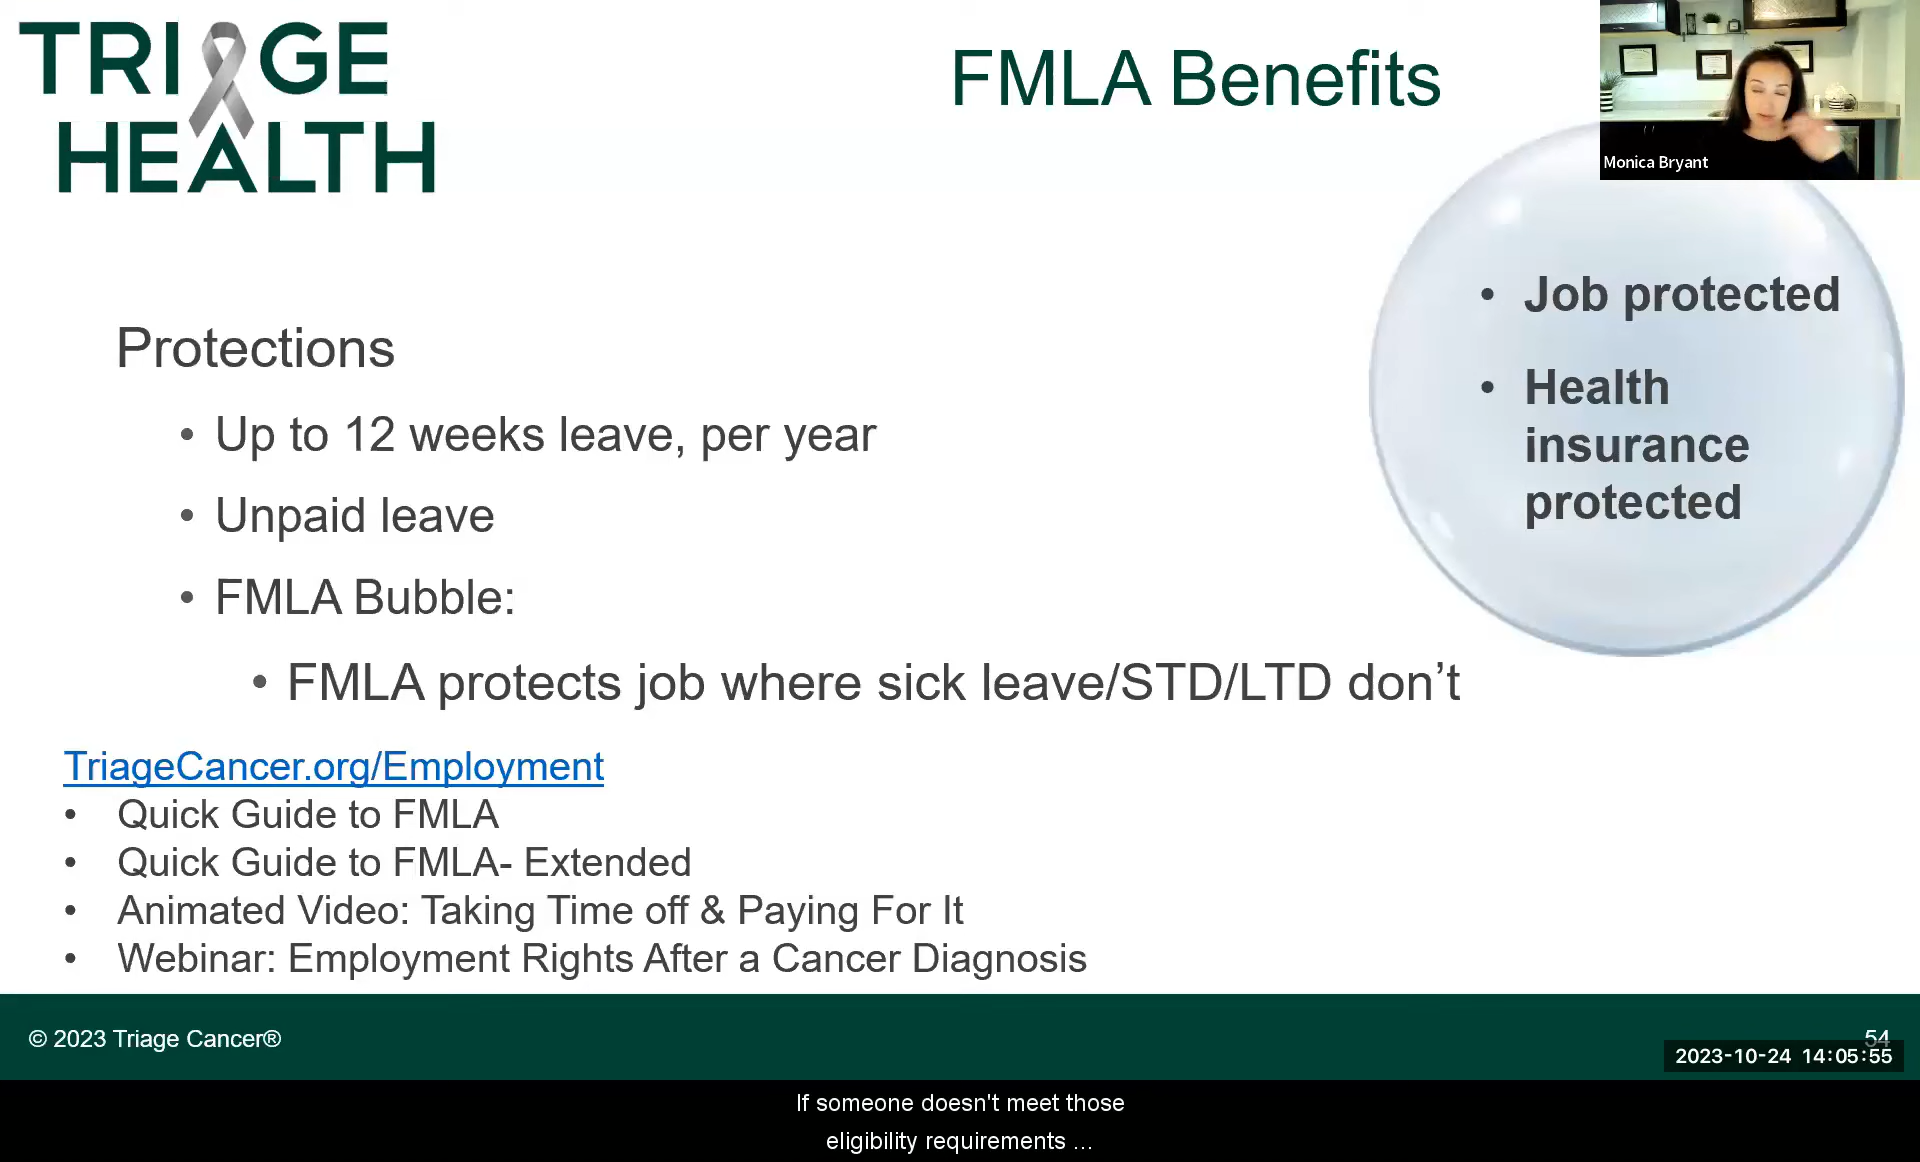 TRIAGE
HEALTH
FMLA Benefits
Monica Bryant
• Job protected
• Health
insurance
protected
Protections
• Up to 12 weeks leave, per year
• Unpaid leave
• FMLA Bubble:
• FMLA protects job where sick leave/STD/LTD don’t
TriageCancer.org/Employment
• Quick Guide to FMLA
• Quick Guide to FMLA- Extended
• Animated Video: Taking Time off & Paying For It
• Webinar: Employment Rights After a Cancer Diagnosis
© 2023 Triage Cancer®
54
2023-10-24 14:05:55
If someone doesn't meet those
eligibility requirements ...